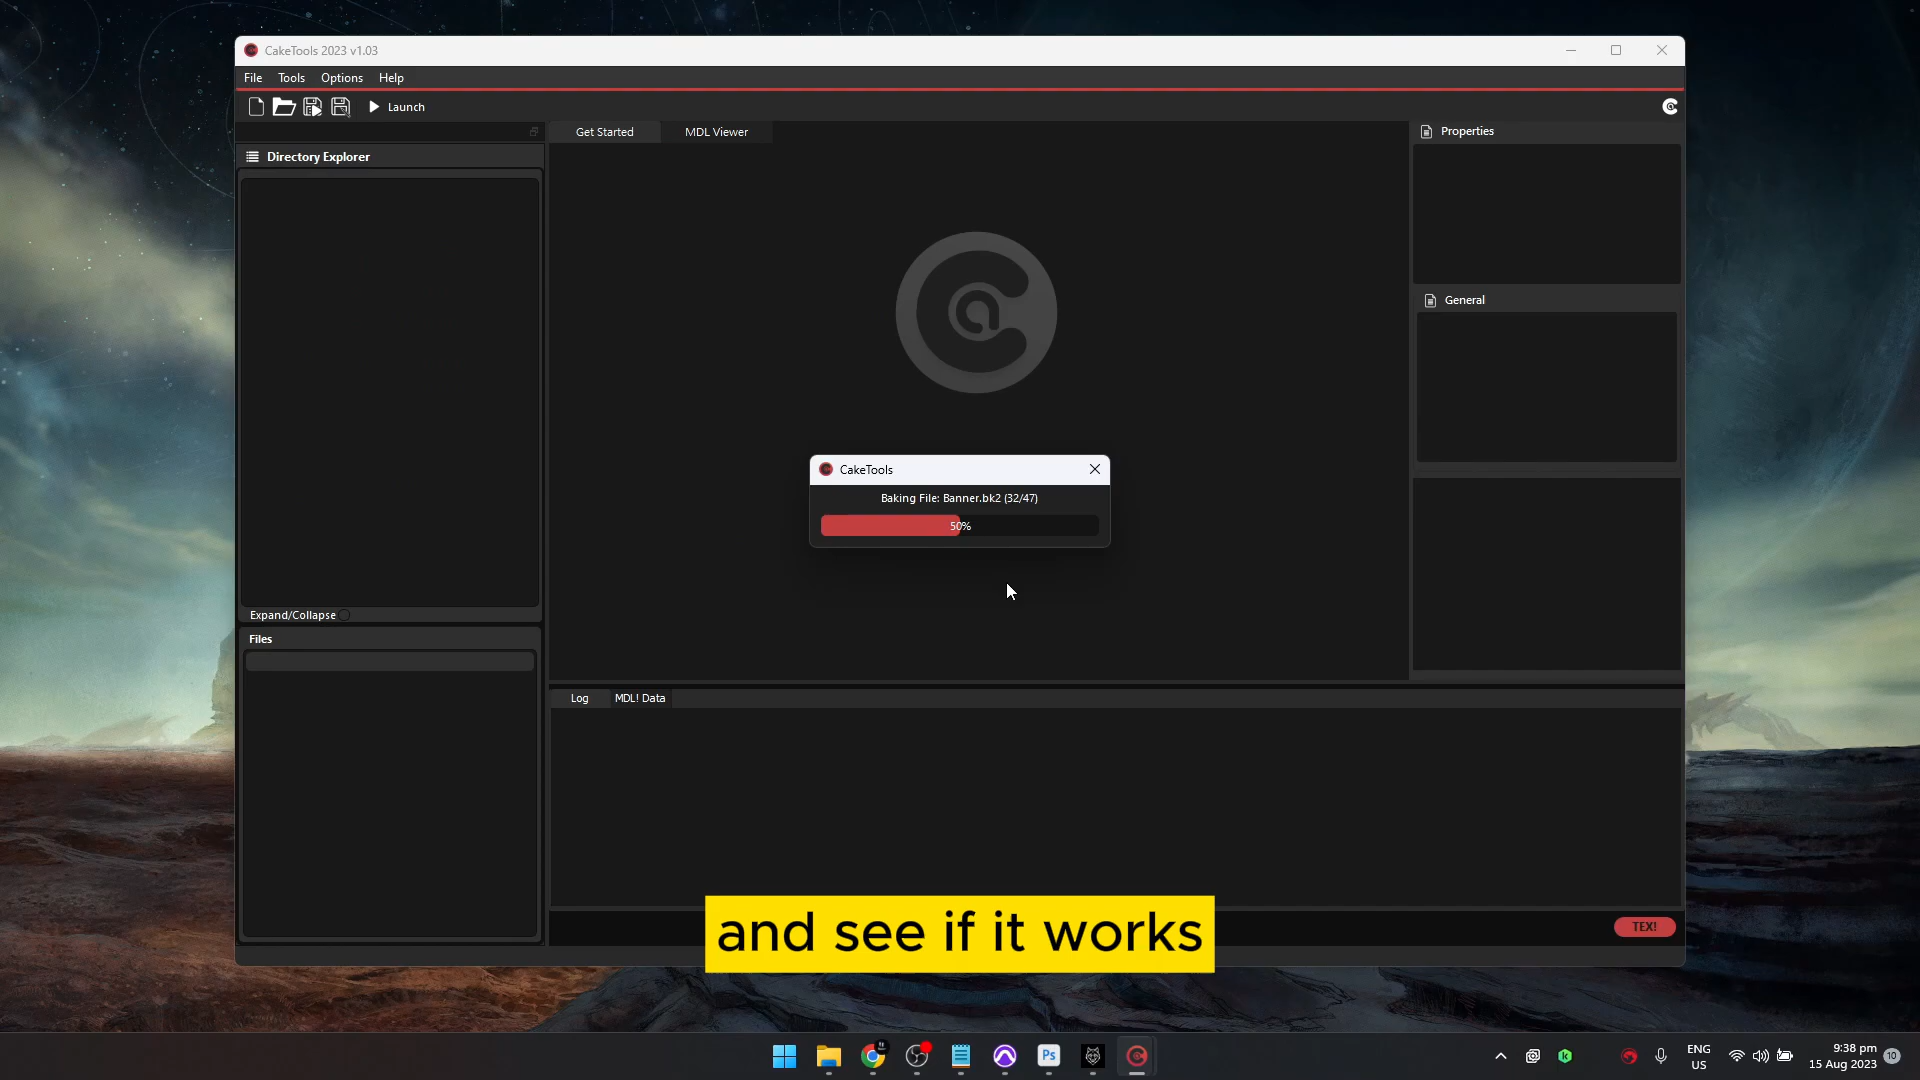 CakeTools 2023 v1.03
File Tools Options Help
Launch
Get Started MDL Viewer
Properties
Directory Explorer
General
CakeTools
Baking File: Banner.bk2 (32/47)
50%
Expand/Collapse
Files
Log MDL! Data
and see if it works
TEX!
Ps
ENG
US
9:38 pm
15 Aug 2023
10